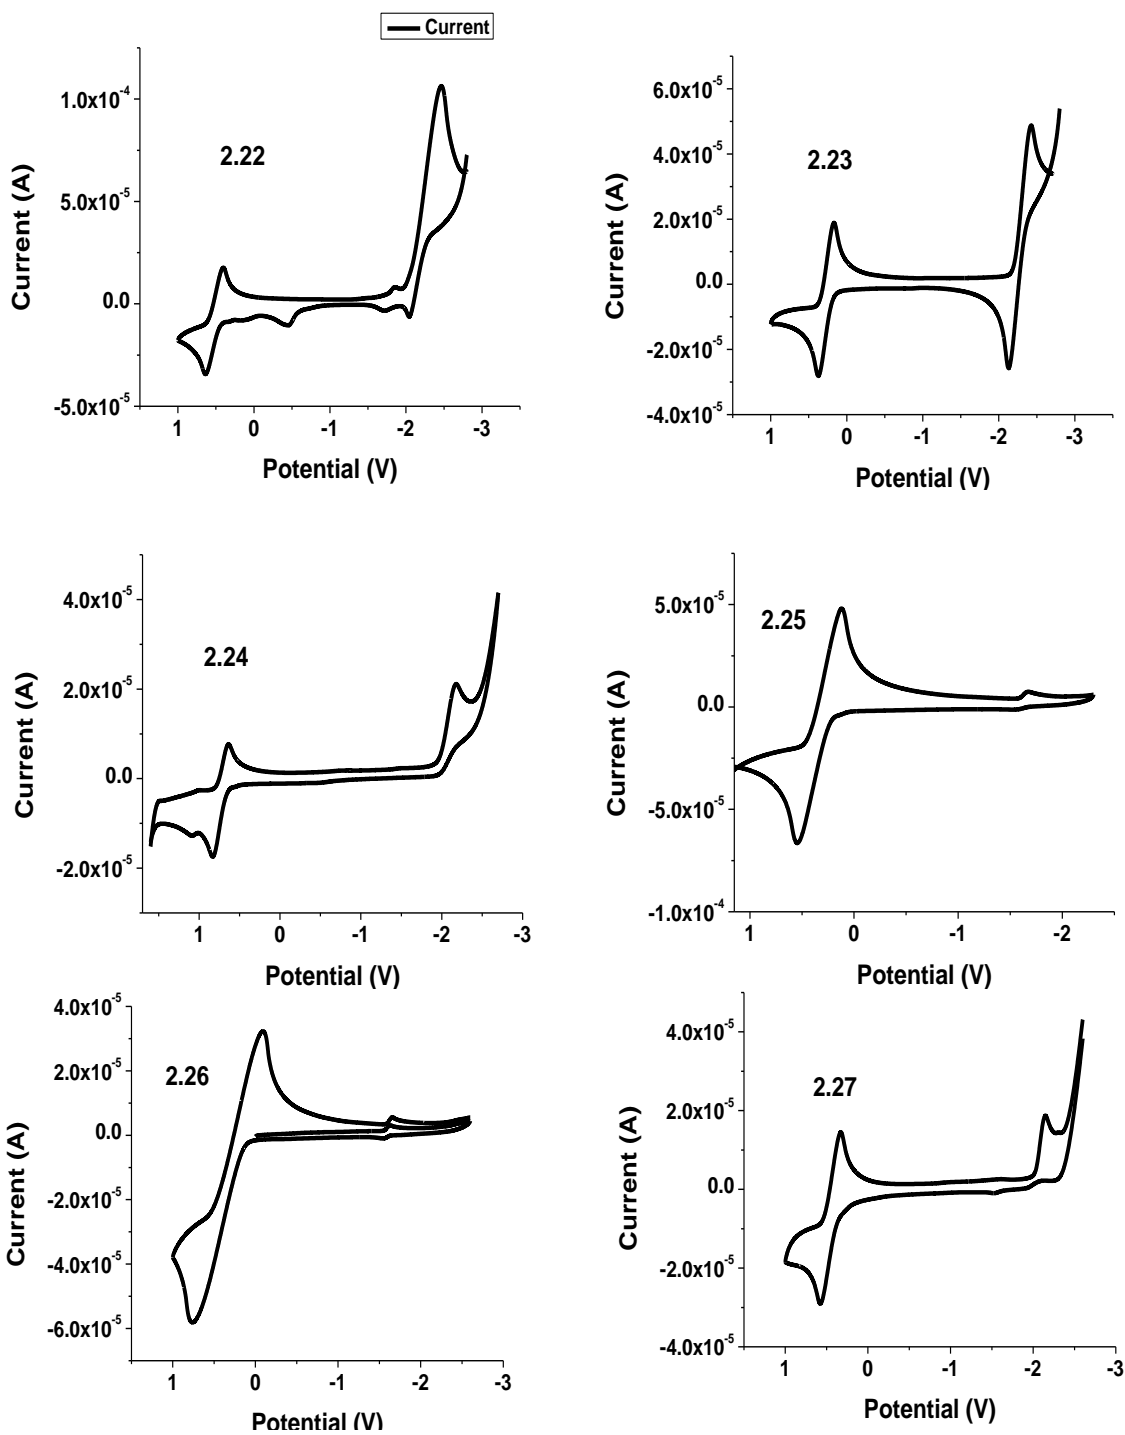 Current
1.0x10⁻⁴
5.0x10⁻⁵
0.0
-5.0x10⁻⁵
2.22
Current (A)
1 0 -1 -2 -3
Potential (V)
6.0x10⁻⁵
4.0x10⁻⁵
2.0x10⁻⁵
0.0
-2.0x10⁻⁵
-4.0x10⁻⁵
2.23
Current (A)
1 0 -1 -2 -3
Potential (V)
4.0x10⁻⁵
2.0x10⁻⁵
0.0
-2.0x10⁻⁵
2.24
Current (A)
1 0 -1 -2 -3
Potential (V)
5.0x10⁻⁵
0.0
-5.0x10⁻⁵
-1.0x10⁻⁴
2.25
Current (A)
1 0 -1 -2
Potential (V)
4.0x10⁻⁵
2.0x10⁻⁵
0.0
-2.0x10⁻⁵
-4.0x10⁻⁵
-6.0x10⁻⁵
2.26
Current (A)
1 0 -1 -2 -3
Potential (V)
4.0x10⁻⁵
2.0x10⁻⁵
0.0
-2.0x10⁻⁵
-4.0x10⁻⁵
2.27
Current (A)
1 0 -1 -2 -3
Potential (V)